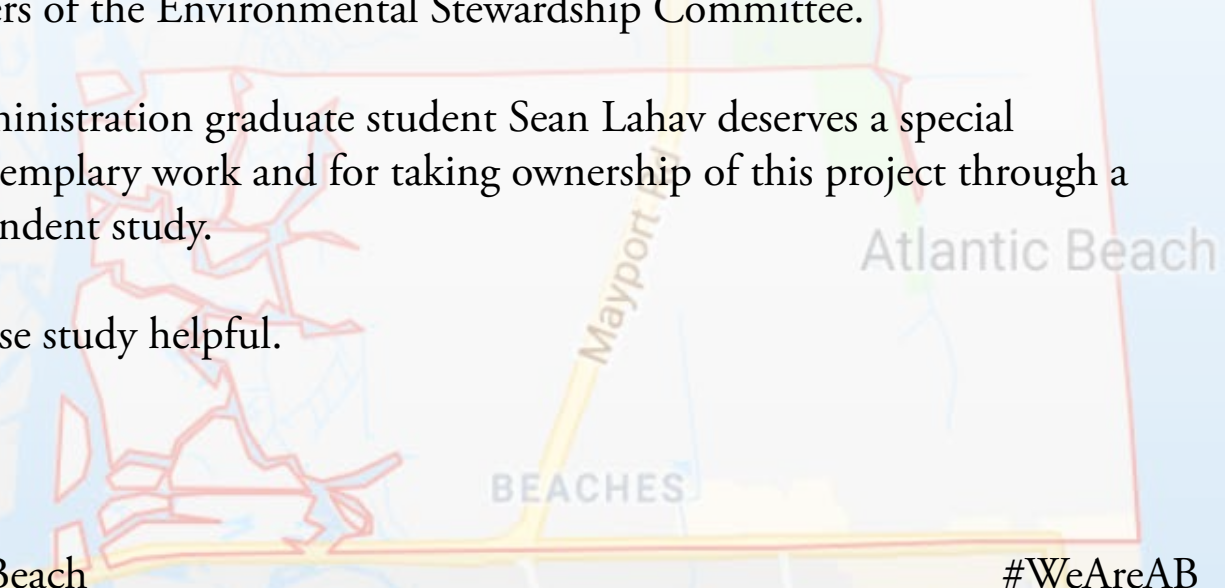 ers of the Environmental Stewardship Committee.
ministration graduate student Sean Lahav deserves a special
emplary work and for taking ownership of this project through a
ndent study.
Atlantic Beach
Mayport Rd
se study helpful.
BEACHES
Beach #WeAreAB